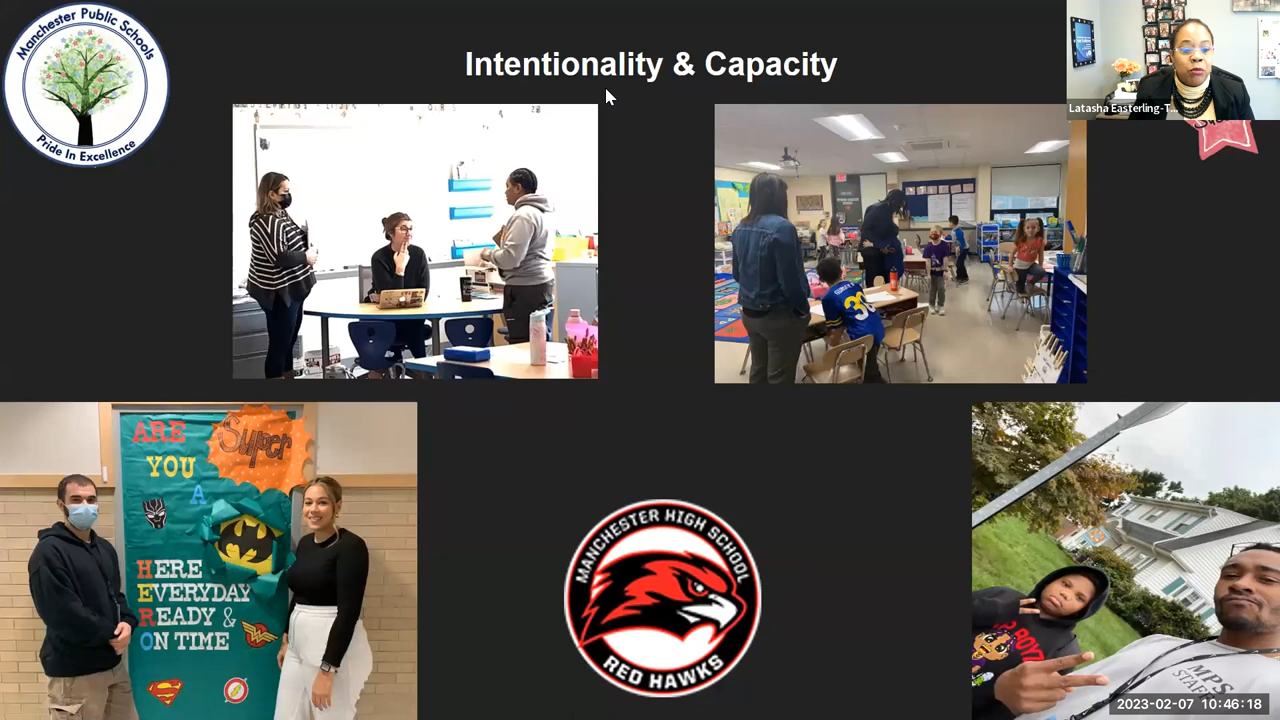 Manchester Public Schools
Pride In Excellence
Intentionality & Capacity
Latasha Easterling-T...
ARE
YOU
A
Super
HERE
EVERYDAY
READY &
ON TIME
MANCHESTER HIGH SCHOOL
RED HAWKS
MPS
STAFF
2023-02-07 10:46:18